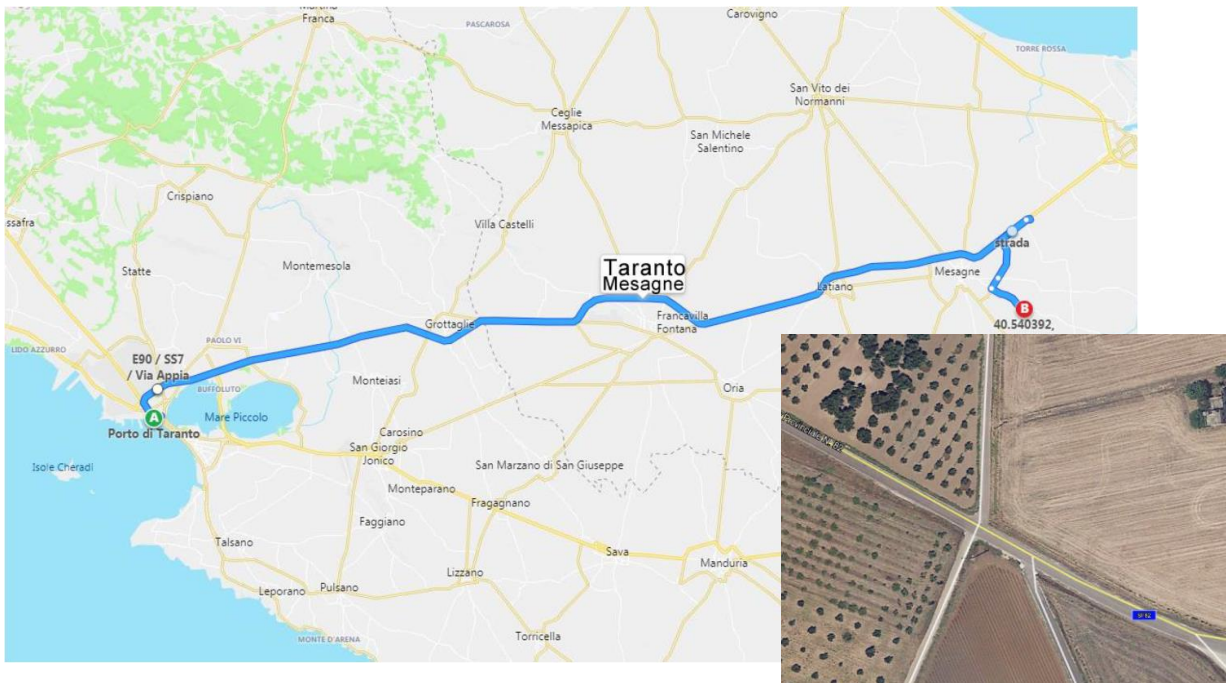 Martina
Franca
PASCAROSA
Carovigno
TORRE ROSSA
San Vito dei
Normanni
Ceglie
Messapica
San Michele
Salentino
Crispiano
ssafra
Villa Castelli
strada
Statte
Montemesola
Mesagne
Taranto
Mesagne
Latiano
Grottaglie
Francavilla
Fontana
B
40.540392,
LIDO AZZURRO
PAOLO VI
E90 / SS7
/ Via Appia
BUFFOLUTO
Monteiasi
Oria
A
Mare Piccolo
Porto di Taranto
Carosino
San Giorgio
Jonico
Isole Cheradi
San Marzano di San Giuseppe
Monteparano
Fragagnano
Faggiano
Talsano
Sava
Manduria
Lizzano
Leporano
Pulsano
Torricella
MONTE D'ARENA